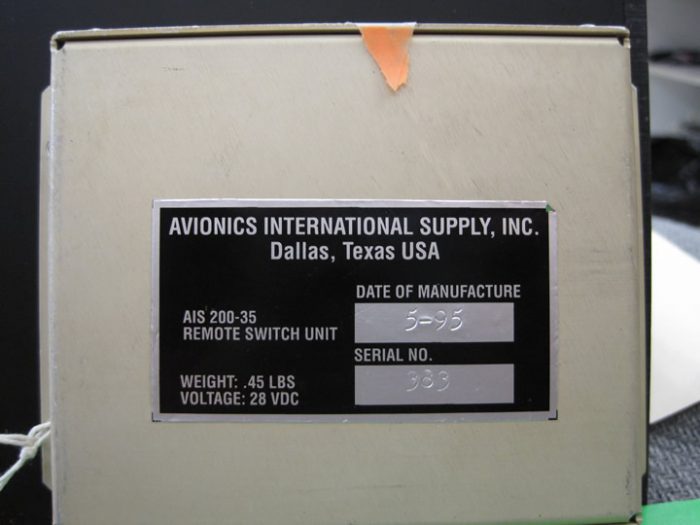 AVIONICS INTERNATIONAL SUPPLY, INC.
Dallas, Texas USA
DATE OF MANUFACTURE
5-95
AIS 200-35
REMOTE SWITCH UNIT
SERIAL NO.
383
WEIGHT: .45 LBS
VOLTAGE: 28 VDC